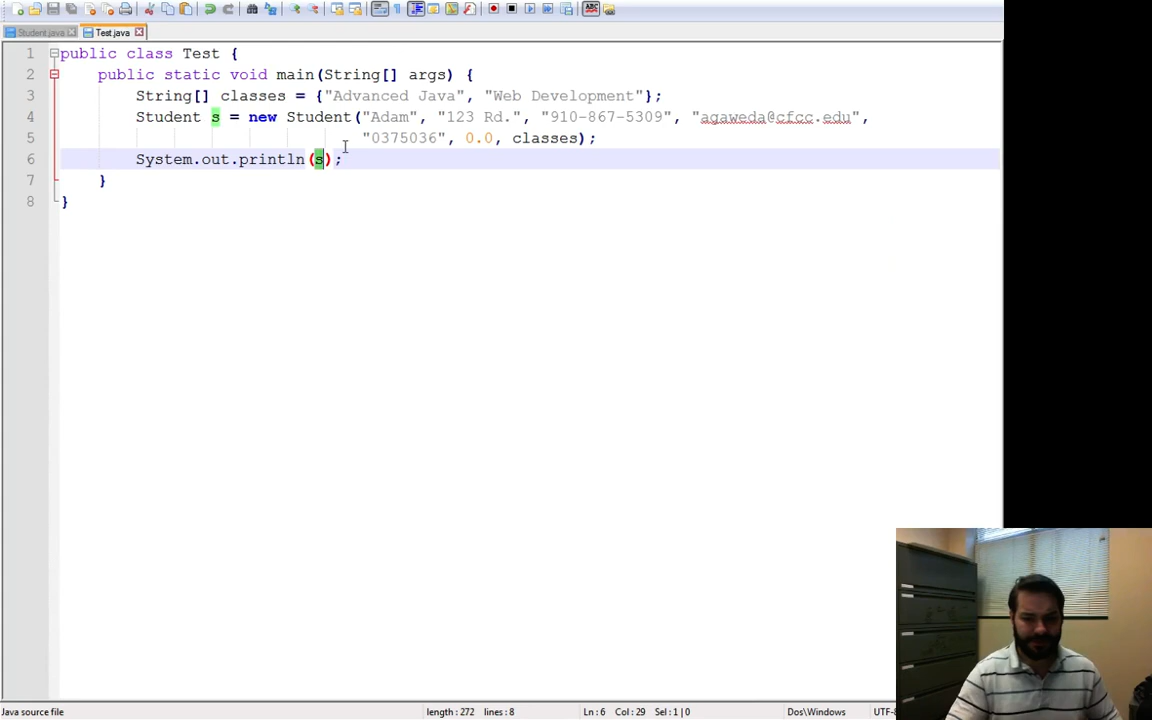 Student.java Test.java
1 public class Test {
2 public static void main(String[] args) {
3 String[] classes = {"Advanced Java", "Web Development"};
4 Student s = new Student("Adam", "123 Rd.", "910-867-5309", "agaweda@cfcc.edu",
5 "0375036", 0.0, classes);
6 System.out.println(s);
7 }
8 }
Java source file length : 272 lines : 8 Ln : 6 Col : 29 Sel : 1 | 0 Dos\Windows UTF-8